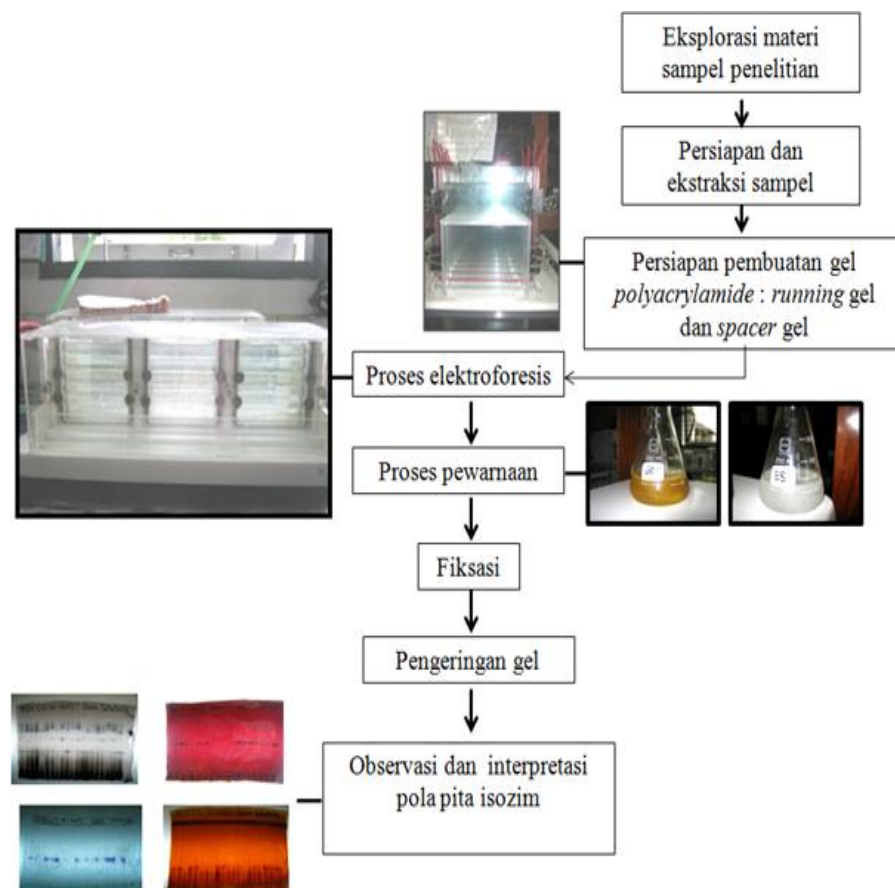 Eksplorasi materi
sampel penelitian
Persiapan dan
ekstraksi sampel
Persiapan pembuatan gel
polyacrylamide : running gel
dan spacer gel
Proses elektroforesis
Proses pewarnaan
Fiksasi
Pengeringan gel
Observasi dan interpretasi
pola pita isozim